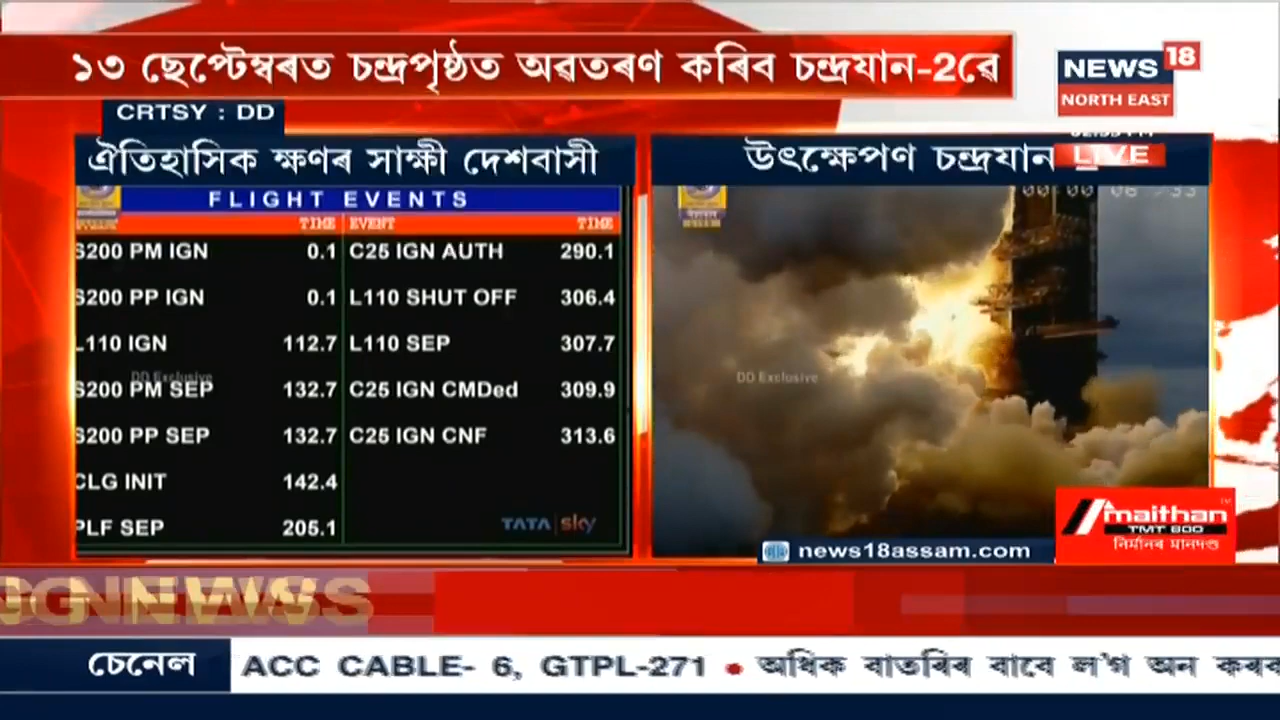 ১৩ ছেপ্টেম্বৰত চন্দ্ৰপৃষ্ঠত অৱতৰণ কৰিব চন্দ্ৰযান-2ৱে
NEWS 18
NORTH EAST
CRTSY : DD
LIVE
ঐতিহাসিক ক্ষণৰ সাক্ষী দেশবাসী
উৎক্ষেপণ চন্দ্ৰযান
FLIGHT EVENTS
TIME EVENT TIME
S200 PM IGN 0.1 C25 IGN AUTH 290.1
S200 PP IGN 0.1 L110 SHUT OFF 306.4
L110 IGN 112.7 L110 SEP 307.7
S200 PM SEP 132.7 C25 IGN CMDed 309.9
S200 PP SEP 132.7 C25 IGN CNF 313.6
CLG INIT 142.4
PLF SEP 205.1
DD Exclusive
TATA sky
DD Exclusive
news18assam.com
maithan
TMT 600
নিৰ্মানৰ মানদণ্ড
NEWS
চেনেল ACC CABLE- 6, GTPL-271 • অধিক বাতৰিৰ বাবে ল'গ অন